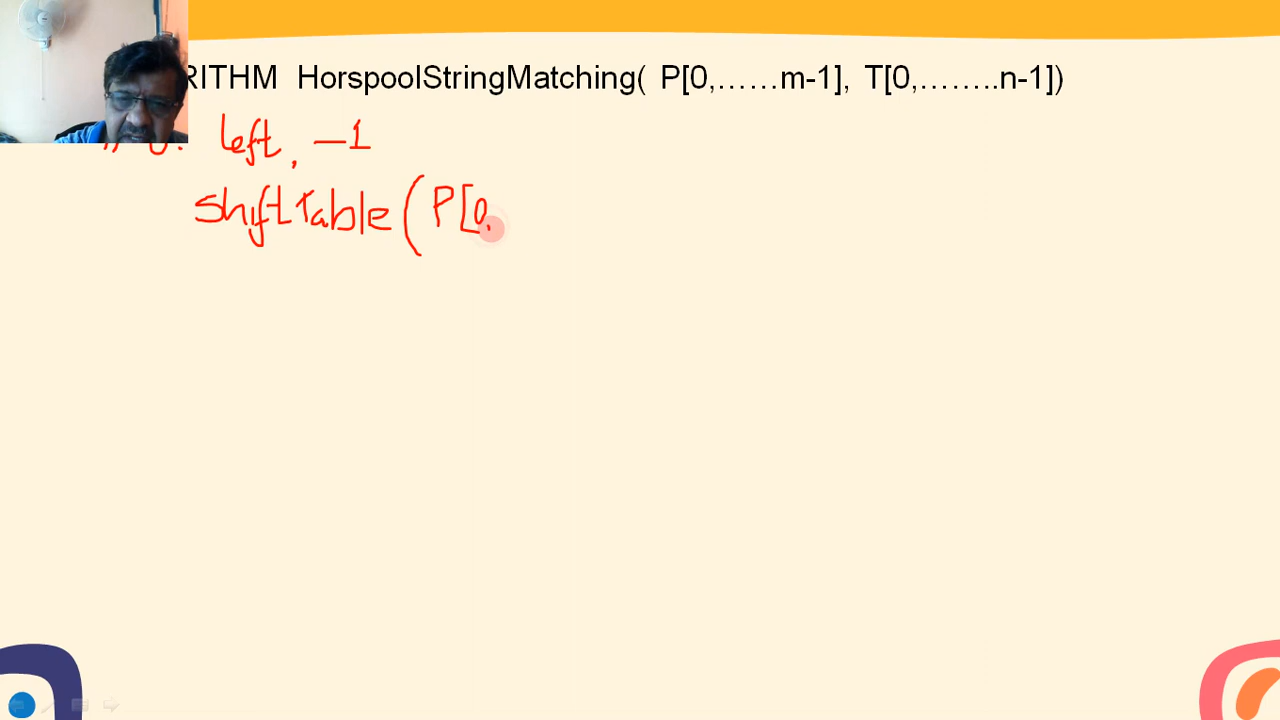 RITHM HorspoolStringMatching( P[0,……m-1], T[0,……..n-1])
left, -1
ShiftTable(P[0,